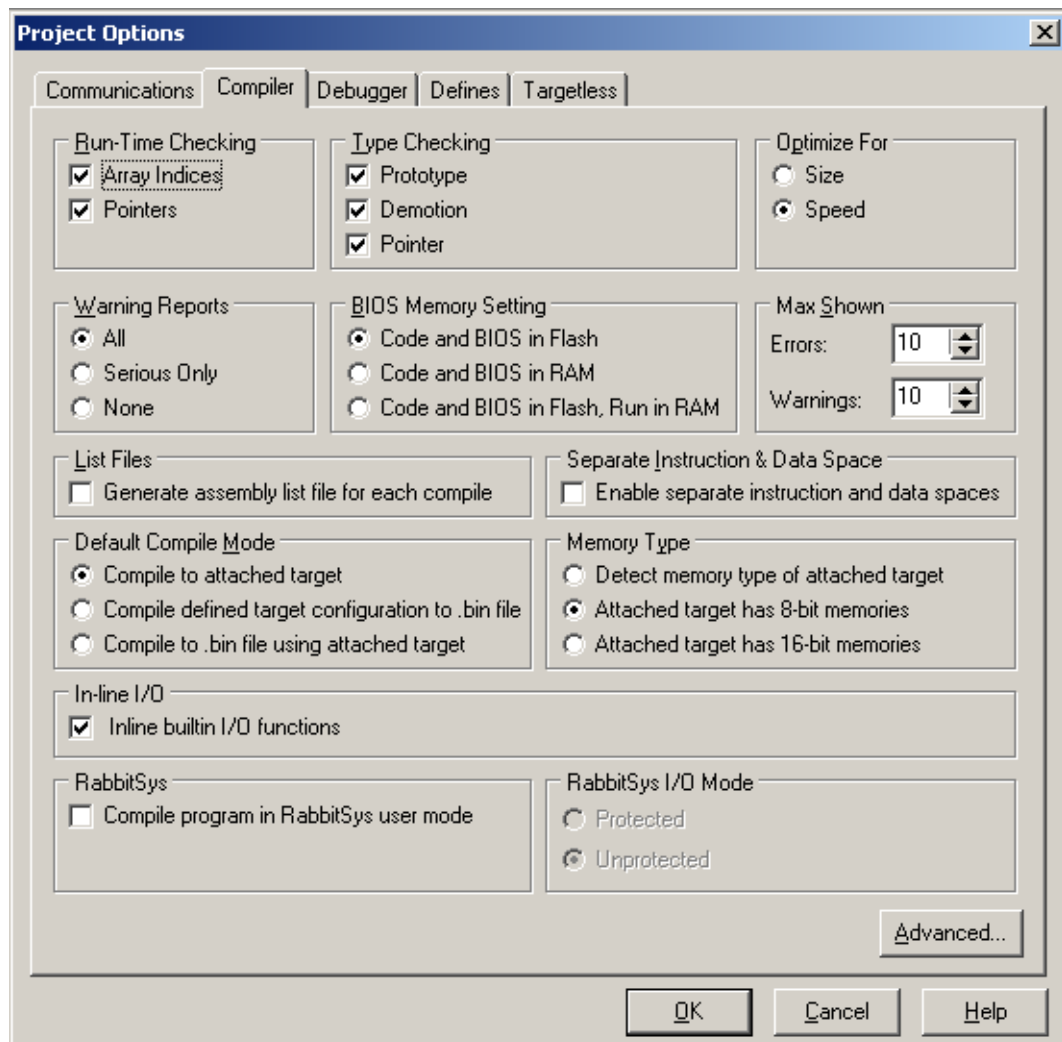 Project Options
Communications Compiler Debugger Defines Targetless
Run-Time Checking
Array Indices
Pointers
Type Checking
Prototype
Demotion
Pointer
Optimize For
Size
Speed
Warning Reports
All
Serious Only
None
BIOS Memory Setting
Code and BIOS in Flash
Code and BIOS in RAM
Code and BIOS in Flash, Run in RAM
Max Shown
Errors: 10
Warnings: 10
List Files
Generate assembly list file for each compile
Separate Instruction & Data Space
Enable separate instruction and data spaces
Default Compile Mode
Compile to attached target
Compile defined target configuration to .bin file
Compile to .bin file using attached target
Memory Type
Detect memory type of attached target
Attached target has 8-bit memories
Attached target has 16-bit memories
In-line I/O
Inline builtin I/O functions
RabbitSys
Compile program in RabbitSys user mode
RabbitSys I/O Mode
Protected
Unprotected
Advanced...
OK Cancel Help